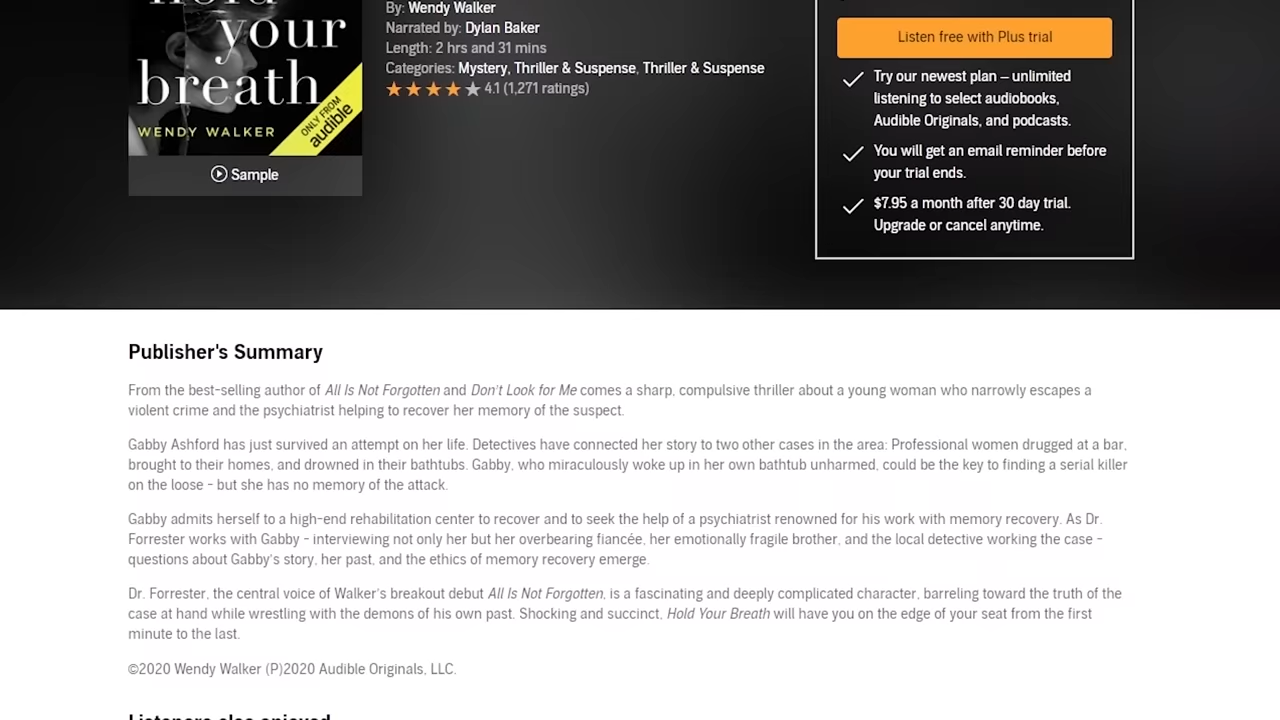 hold
your
breath
WENDY WALKER
ONLY FROM
audible
Sample
By: Wendy Walker
Narrated by: Dylan Baker
Length: 2 hrs and 31 mins
Categories: Mystery, Thriller & Suspense, Thriller & Suspense
4.1 (1,271 ratings)
Listen free with Plus trial
Try our newest plan – unlimited
listening to select audiobooks,
Audible Originals, and podcasts.
You will get an email reminder before
your trial ends.
$7.95 a month after 30 day trial.
Upgrade or cancel anytime.
Publisher's Summary
From the best-selling author of All Is Not Forgotten and Don't Look for Me comes a sharp, compulsive thriller about a young woman who narrowly escapes a
violent crime and the psychiatrist helping to recover her memory of the suspect.
Gabby Ashford has just survived an attempt on her life. Detectives have connected her story to two other cases in the area: Professional women drugged at a bar,
brought to their homes, and drowned in their bathtubs. Gabby, who miraculously woke up in her own bathtub unharmed, could be the key to finding a serial killer
on the loose - but she has no memory of the attack.
Gabby admits herself to a high-end rehabilitation center to recover and to seek the help of a psychiatrist renowned for his work with memory recovery. As Dr.
Forrester works with Gabby - interviewing not only her but her overbearing fiancée, her emotionally fragile brother, and the local detective working the case -
questions about Gabby's story, her past, and the ethics of memory recovery emerge.
Dr. Forrester, the central voice of Walker's breakout debut All Is Not Forgotten, is a fascinating and deeply complicated character, barreling toward the truth of the
case at hand while wrestling with the demons of his own past. Shocking and succinct, Hold Your Breath will have you on the edge of your seat from the first
minute to the last.
©2020 Wendy Walker (P)2020 Audible Originals, LLC.
Listeners also enjoyed